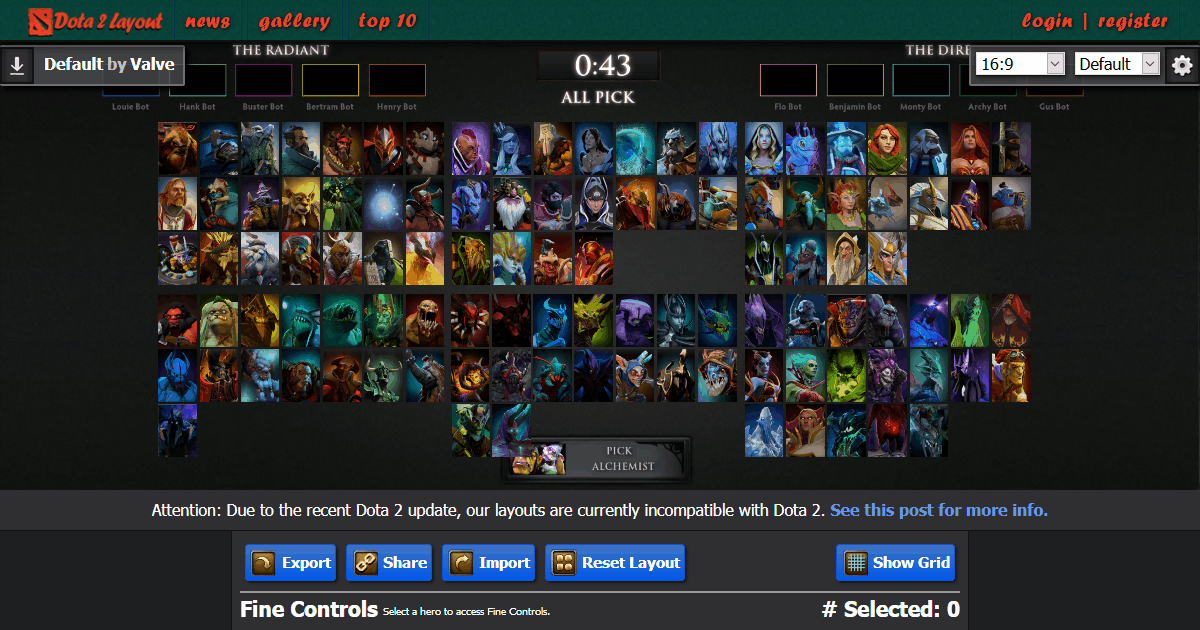 Dota 2 layout news gallery top 10 login | register
THE RADIANT 0:43 THE DIRE
Default by Valve 16:9 Default
ALL PICK
Louie Bot Hank Bot Buster Bot Bertram Bot Henry Bot Flo Bot Benjamin Bot Monty Bot Archy Bot Gus Bot
PICK
ALCHEMIST
Attention: Due to the recent Dota 2 update, our layouts are currently incompatible with Dota 2. See this post for more info.
Export Share Import Reset Layout Show Grid
Fine Controls Select a hero to access Fine Controls. # Selected: 0